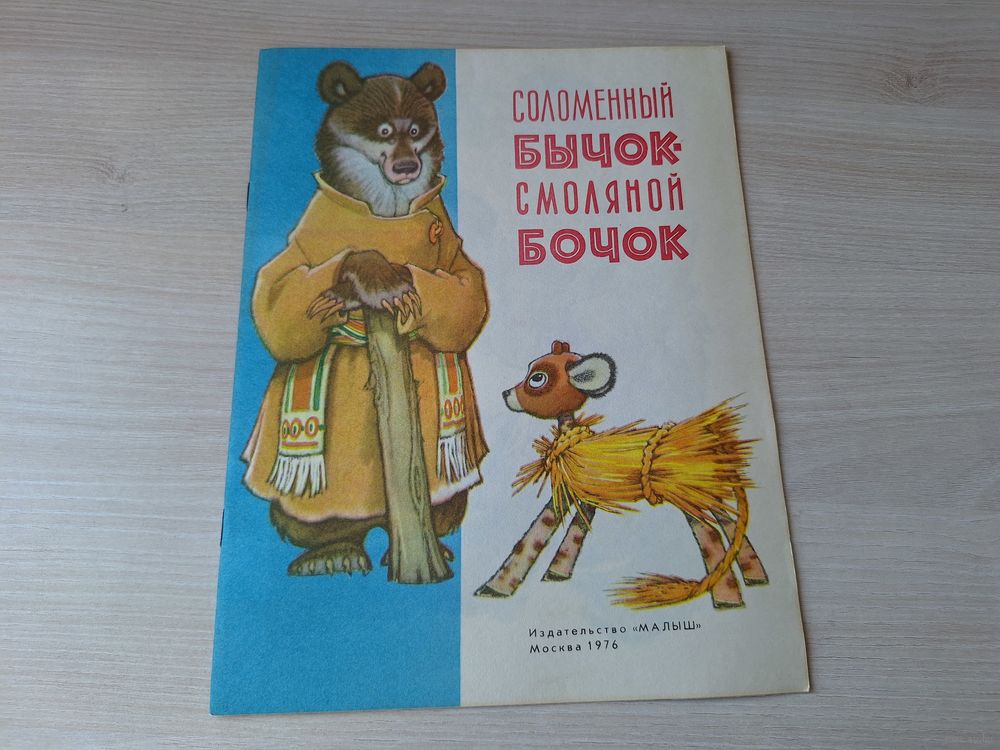 СОЛОМЕННЫЙ
БЫЧОК-
СМОЛЯНОЙ
БОЧОК
Издательство «МАЛЫШ»
Москва 1976